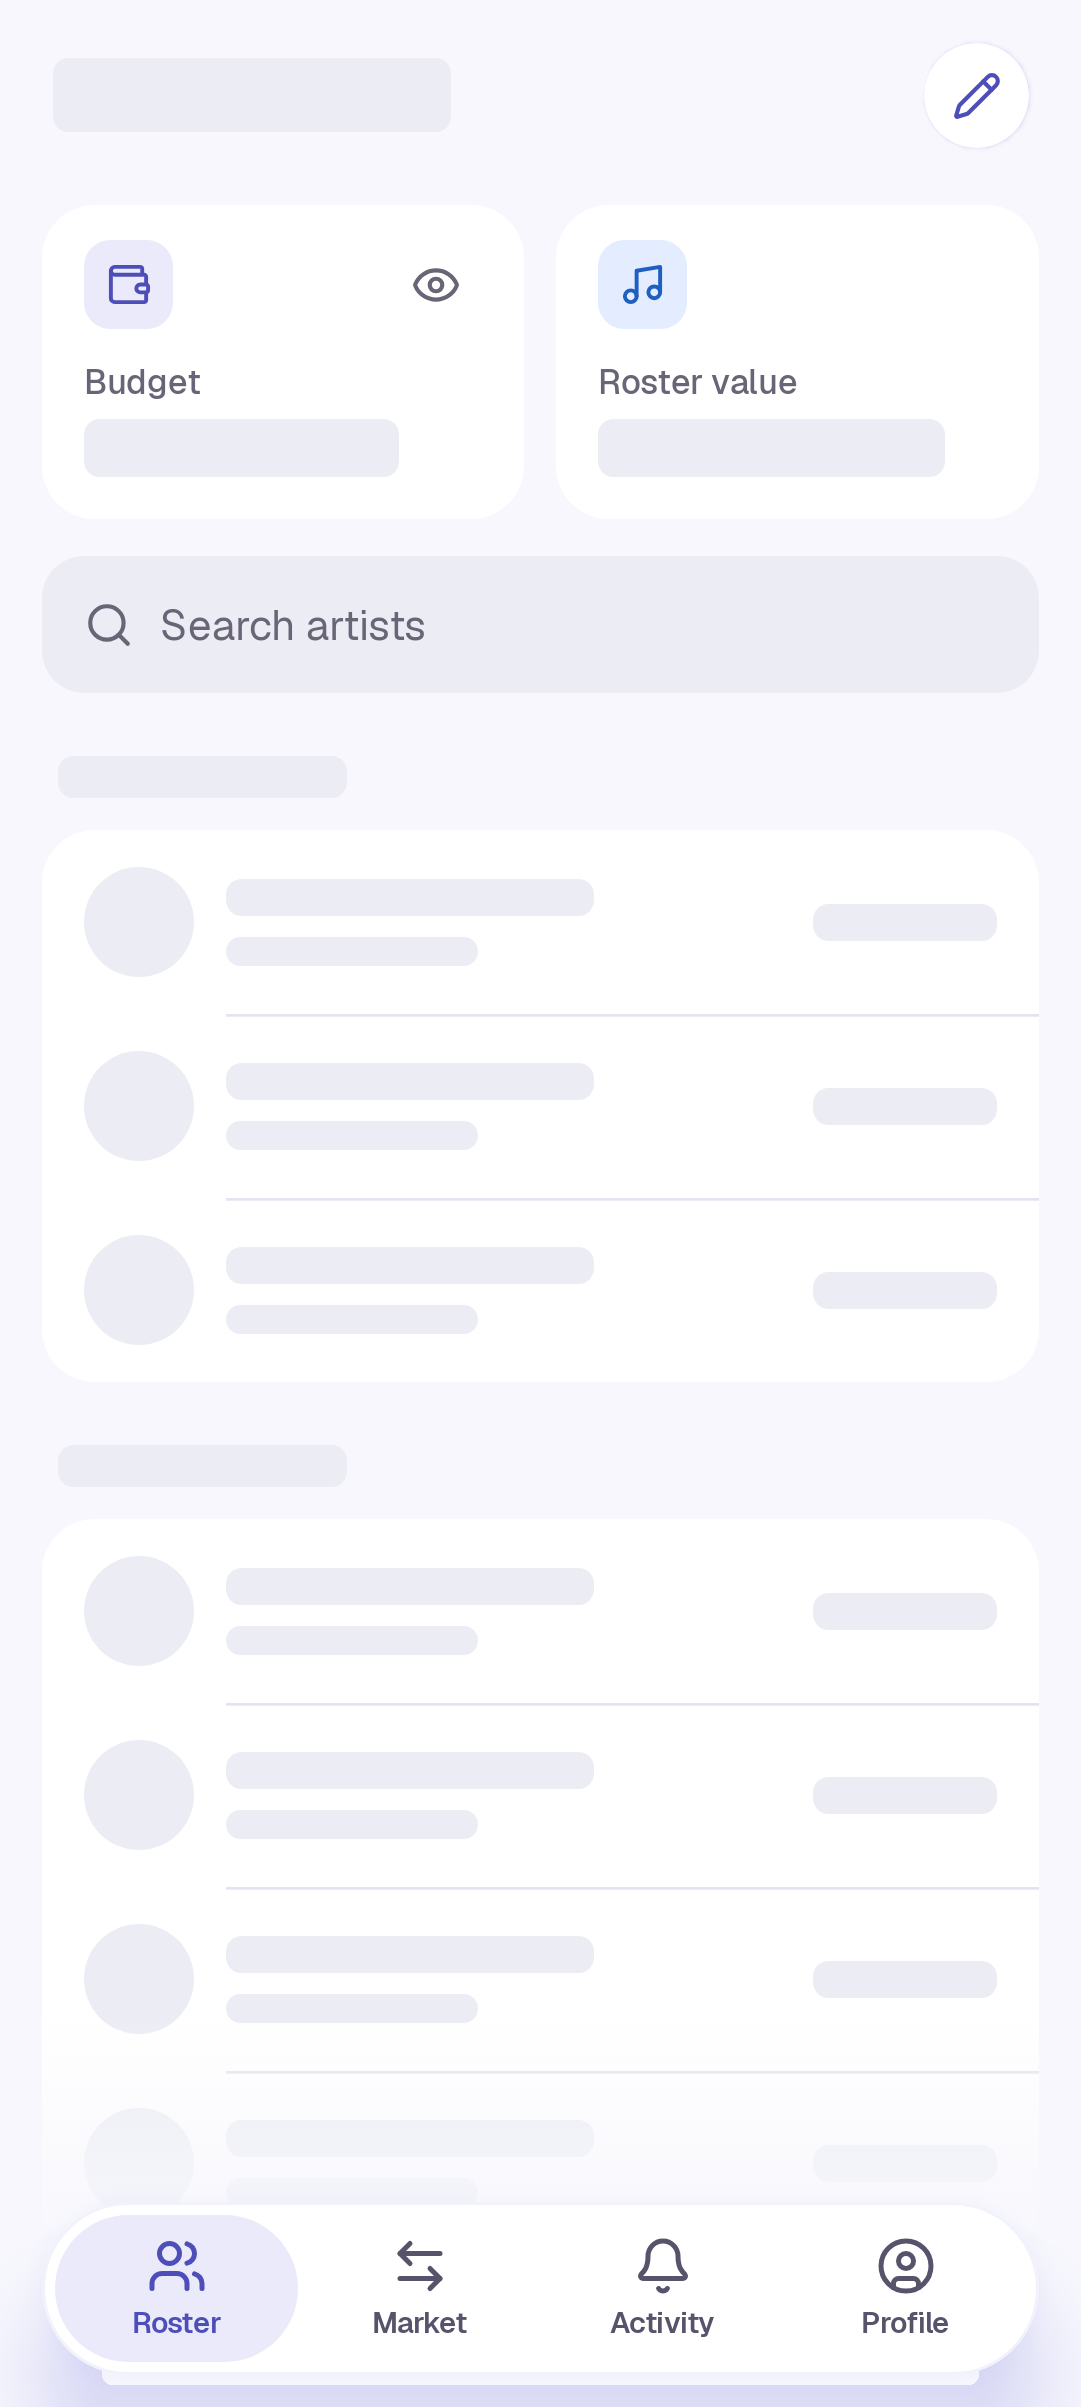 Budget
Roster value
Search artists
Roster
Market
Activity
Profile